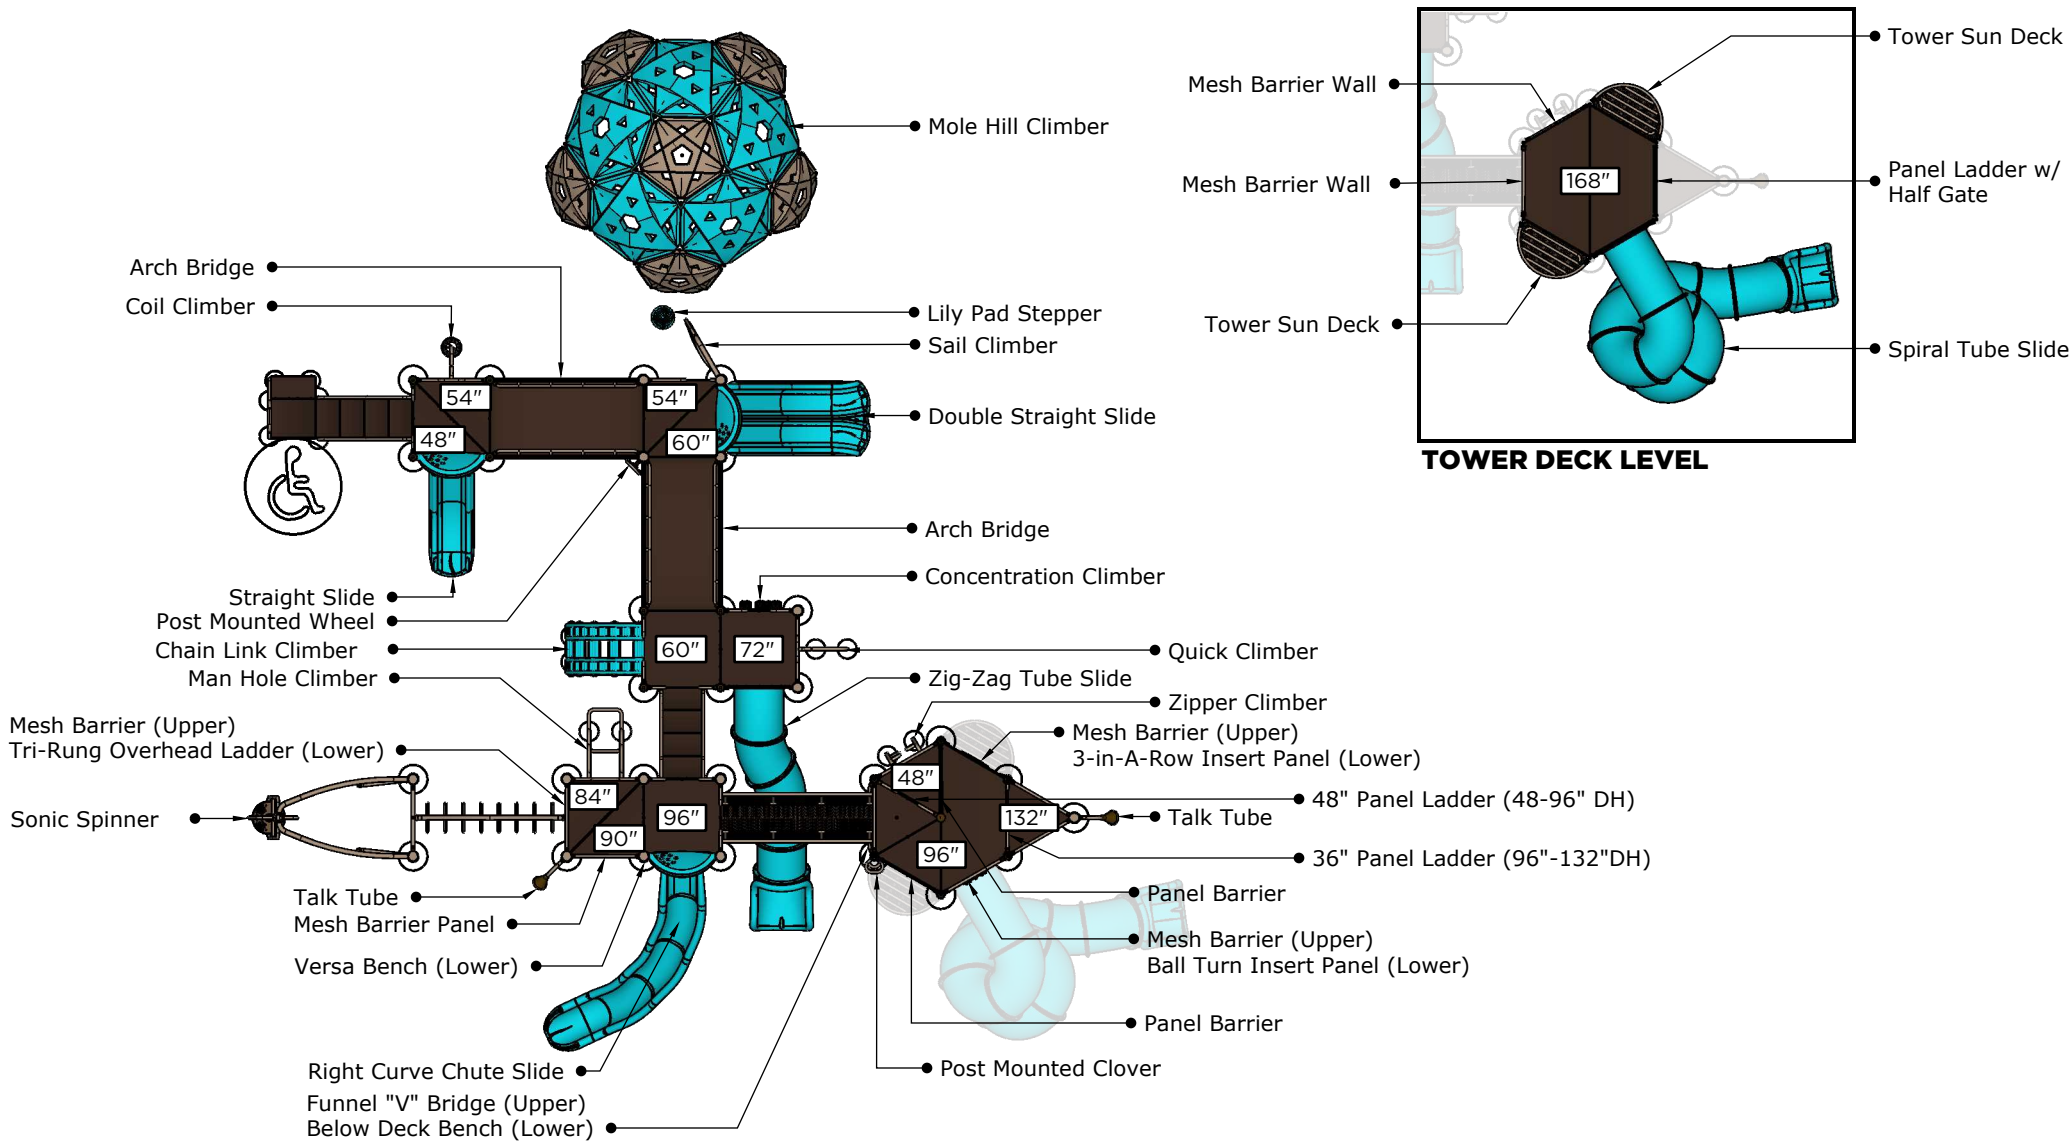 Tower Sun Deck
Mesh Barrier Wall
Mole Hill Climber
Mesh Barrier Wall
168"
Panel Ladder w/
Half Gate
Arch Bridge
Coil Climber
Lily Pad Stepper
Sail Climber
Tower Sun Deck
Spiral Tube Slide
54"
54"
Double Straight Slide
48"
60"
TOWER DECK LEVEL
Arch Bridge
Concentration Climber
Straight Slide
Post Mounted Wheel
Chain Link Climber
60"
72"
Quick Climber
Man Hole Climber
Zig-Zag Tube Slide
Zipper Climber
Mesh Barrier (Upper)
Tri-Rung Overhead Ladder (Lower)
Mesh Barrier (Upper)
3-in-A-Row Insert Panel (Lower)
48"
84"
48" Panel Ladder (48-96" DH)
Sonic Spinner
96"
132"
Talk Tube
90"
96"
36" Panel Ladder (96"-132"DH)
Talk Tube
Panel Barrier
Mesh Barrier Panel
Mesh Barrier (Upper)
Ball Turn Insert Panel (Lower)
Versa Bench (Lower)
Panel Barrier
Right Curve Chute Slide
Post Mounted Clover
Funnel "V" Bridge (Upper)
Below Deck Bench (Lower)